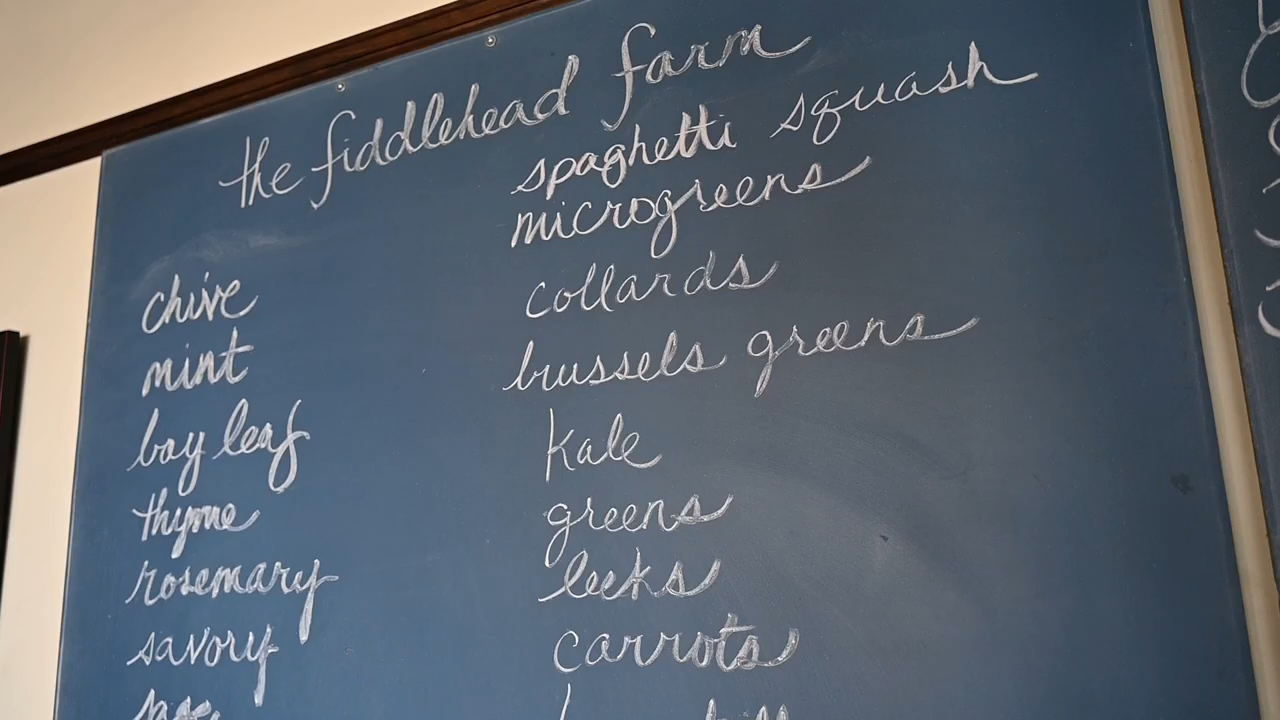 the fiddlehead farm
chive
mint
bay leaf
thyme
rosemary
savory
spaghetti squash
microgreens
collards
brussels greens
kale
greens
leeks
carrots